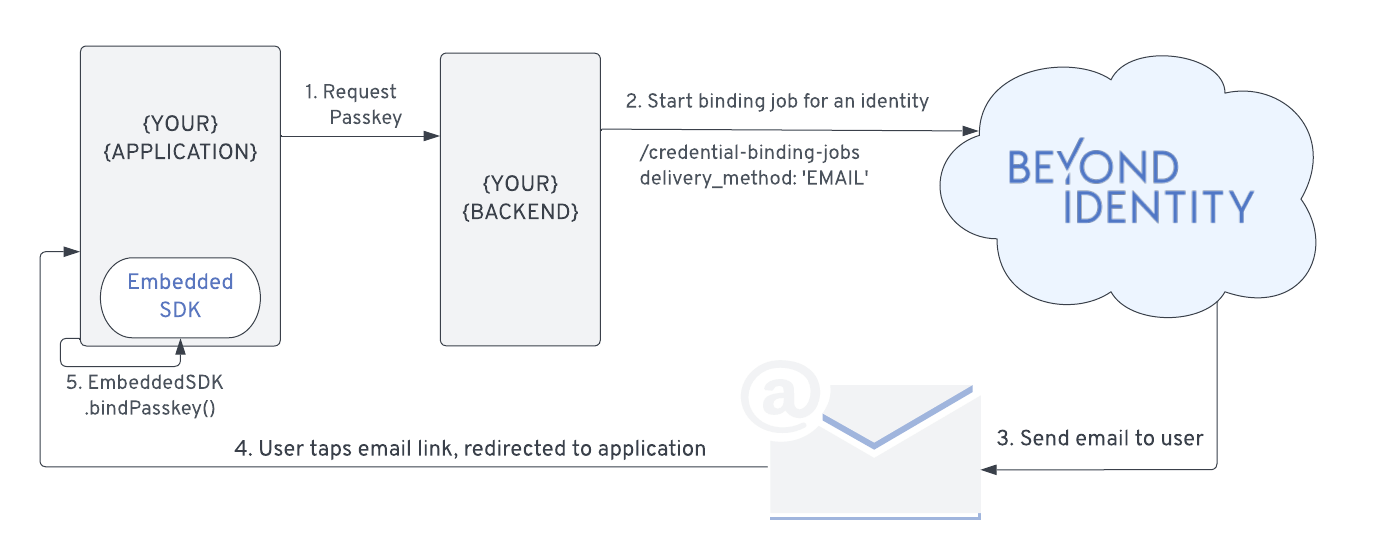 {YOUR}
{APPLICATION}
1. Request
Passkey
{YOUR}
{BACKEND}
2. Start binding job for an identity
/credential-binding-jobs
delivery_method: 'EMAIL'
BEYOND
IDENTITY
Embedded
SDK
5. EmbeddedSDK
.bindPasskey()
@
3. Send email to user
4. User taps email link, redirected to application